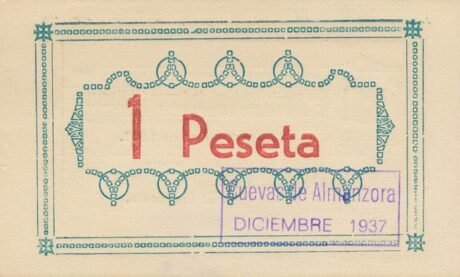 1 Peseta
Cuevas de Almanzora
DICIEMBRE 1937